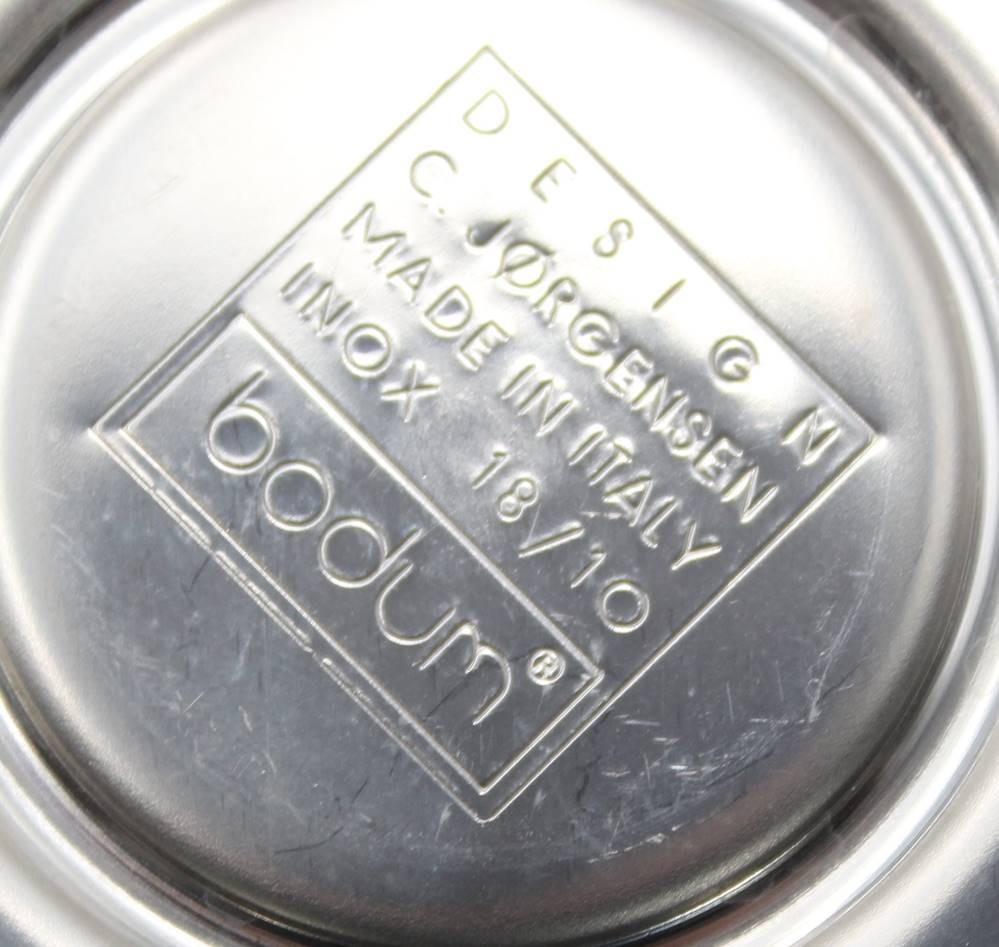 DESIGN
C. JØRGENSEN
MADE IN ITALY
INOX 18/10
bodum®